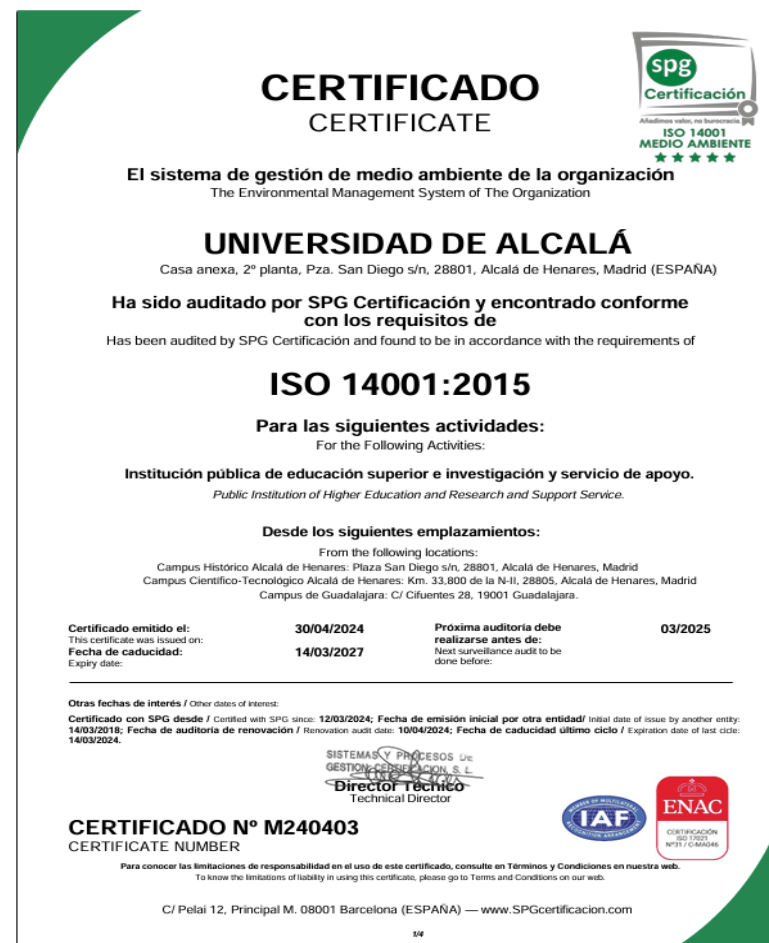 CERTIFICADO
CERTIFICATE
spg
Certificación
Añadimos valor, no burocracia.
ISO 14001
MEDIO AMBIENTE
El sistema de gestión de medio ambiente de la organización
The Environmental Management System of The Organization
UNIVERSIDAD DE ALCALÁ
Casa anexa, 2º planta, Pza. San Diego s/n, 28801, Alcalá de Henares, Madrid (ESPAÑA)
Ha sido auditado por SPG Certificación y encontrado conforme
con los requisitos de
Has been audited by SPG Certificación and found to be in accordance with the requirements of
ISO 14001:2015
Para las siguientes actividades:
For the Following Activities:
Institución pública de educación superior e investigación y servicio de apoyo.
Public Institution of Higher Education and Research and Support Service.
Desde los siguientes emplazamientos:
From the following locations:
Campus Histórico Alcalá de Henares: Plaza San Diego s/n, 28801, Alcalá de Henares, Madrid
Campus Científico-Tecnológico Alcalá de Henares: Km. 33,800 de la N-II, 28805, Alcalá de Henares, Madrid
Campus de Guadalajara: C/ Cifuentes 28, 19001 Guadalajara.
Certificado emitido el: 30/04/2024
This certificate was issued on:
Fecha de caducidad: 14/03/2027
Expiry date:
Próxima auditoría debe 03/2025
realizarse antes de:
Next surveillance audit to be
done before:
Otras fechas de interés / Other dates of interest:
Certificado con SPG desde / Certified with SPG since: 12/03/2024; Fecha de emisión inicial por otra entidad/ Initial date of issue by another entity:
14/03/2018; Fecha de auditoría de renovación / Renovation audit date: 10/04/2024; Fecha de caducidad último ciclo / Expiration date of last cicle:
14/03/2024.
SISTEMAS Y PROCESOS DE
GESTION CERTIFICACION, S. L.
Director Técnico
Technical Director
MEMBER OF MULTILATERAL
IAF
RECOGNITION ARRANGEMENT
ENAC
CERTIFICACIÓN
ISO 17021
Nº31 / C-MA046
CERTIFICADO Nº M240403
CERTIFICATE NUMBER
Para conocer las limitaciones de responsabilidad en el uso de este certificado, consulte en Términos y Condiciones en nuestra web.
To know the limitations of liability in using this certificate, please go to Terms and Conditions on our web.
C/ Pelai 12, Principal M. 08001 Barcelona (ESPAÑA) — www.SPGcertificacion.com
1/4